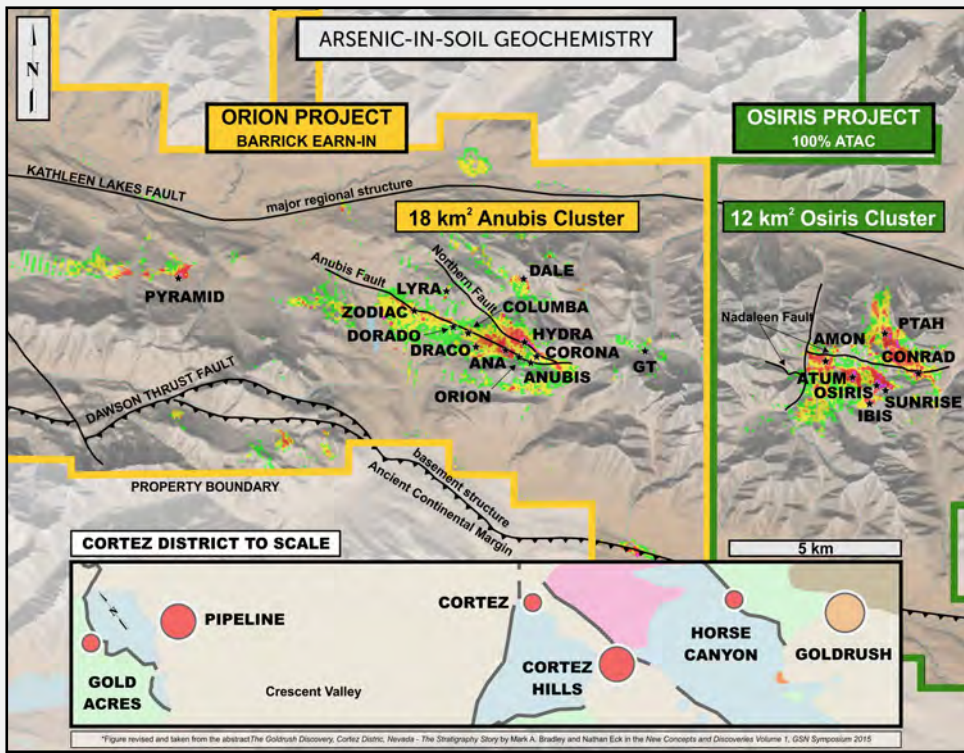 ARSENIC-IN-SOIL GEOCHEMISTRY
N
ORION PROJECT
BARRICK EARN-IN
OSIRIS PROJECT
100% ATAC
KATHLEEN LAKES FAULT
major regional structure
18 km² Anubis Cluster
12 km² Osiris Cluster
PYRAMID
Anubis Fault
Northern Fault
LYRA
DALE
ZODIAC
COLUMBA
DORADO
HYDRA
DRACO
CORONA
ANA
ANUBIS
GT
ORION
Nadaleen Fault
AMON
PTAH
CONRAD
ATUM
OSIRIS
SUNRISE
IBIS
DAWSON THRUST FAULT
PROPERTY BOUNDARY
basement structure
Ancient Continental Margin
CORTEZ DISTRICT TO SCALE
5 km
N
PIPELINE
CORTEZ
GOLD
ACRES
Crescent Valley
CORTEZ
HILLS
HORSE
CANYON
GOLDRUSH
*Figure revised and taken from the abstractThe Goldrush Discovery, Cortez Distric, Nevada - The Stratigraphy Story by Mark A. Bradley and Nathan Eck in the New Concepts and Discoveries Volume 1, GSN Symposium 2015